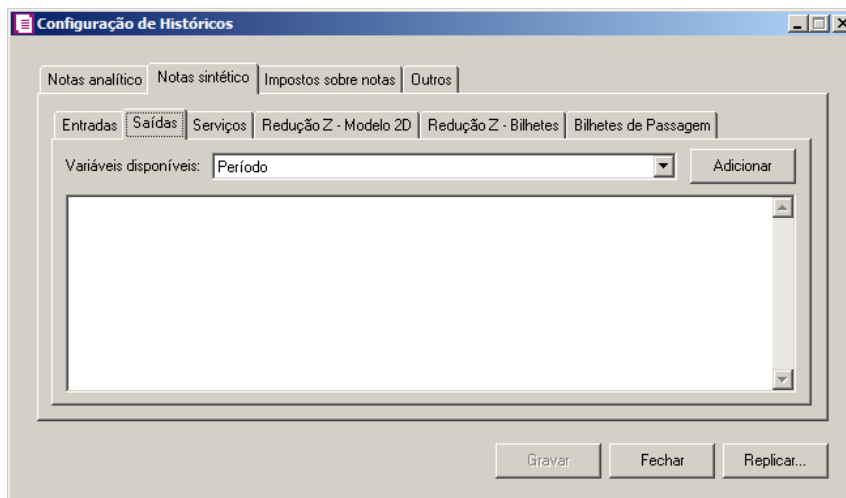 Configuração de Históricos
Notas analítico Notas sintético Impostos sobre notas Outros
Entradas Saídas Serviços Redução Z - Modelo 2D Redução Z - Bilhetes Bilhetes de Passagem
Variáveis disponíveis: Período Adicionar
Gravar Fechar Replicar...